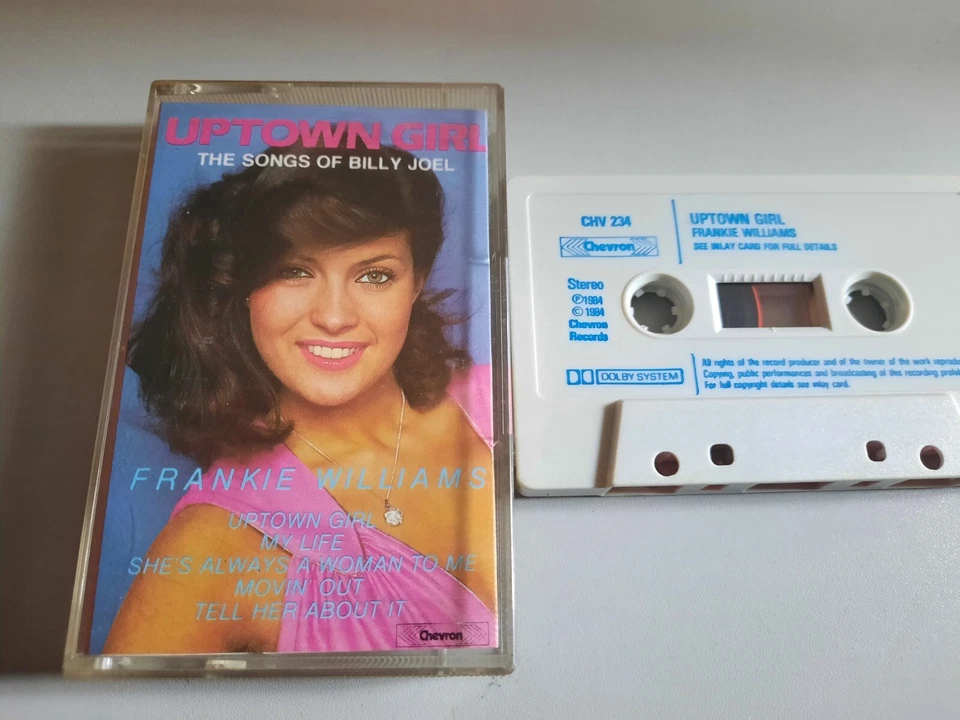 UPTOWN GIRL
THE SONGS OF BILLY JOEL
FRANKIE WILLIAMS
UPTOWN GIRL
MY LIFE
SHE'S ALWAYS A WOMAN TO ME
MOVIN' OUT
TELL HER ABOUT IT
Chevron
CHV 234
Chevron
UPTOWN GIRL
FRANKIE WILLIAMS
SEE INLAY CARD FOR FULL DETAILS
Stereo
Ⓟ1984
© 1984
Chevron
Records
DOLBY SYSTEM
All rights of the record producer and of the owner of the work
Copying, public performances and broadcasting of this recording
For full copyright details see inlay card.